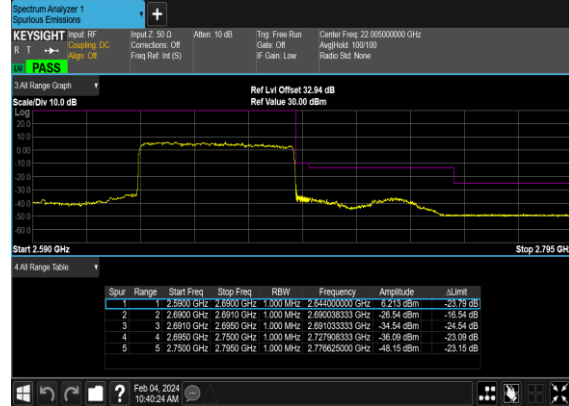 Spectrum Analyzer 1
Spurious Emissions
+
KEYSIGHT Input: RF Input Z: 50 Ω Atten: 10 dB Trig: Free Run Center Freq: 22.005000000 GHz
R T Coupling: DC Corrections: Off Gate: Off Avg|Hold: 100/100
Align: Off Freq Ref: Int (S) IF Gain: Low Radio Std: None
PASS
3 All Range Graph
Ref Lvl Offset 32.94 dB
Scale/Div 10.0 dB Ref Value 30.00 dBm
Log
20.0
10.0
0.00
-10.0
-20.0
-30.0
-40.0
-50.0
-60.0
Start 2.590 GHz Stop 2.795 GHz
4 All Range Table
Spur Range Start Freq Stop Freq RBW Frequency Amplitude ΔLimit
1 1 2.5900 GHz 2.6900 GHz 1.000 MHz 2.644000000 GHz 6.213 dBm -23.79 dB
2 2 2.6900 GHz 2.6910 GHz 1.000 MHz 2.690038333 GHz -26.54 dBm -16.54 dB
3 3 2.6910 GHz 2.6950 GHz 1.000 MHz 2.691033333 GHz -34.54 dBm -24.54 dB
4 4 2.6950 GHz 2.7500 GHz 1.000 MHz 2.727908333 GHz -36.09 dBm -23.09 dB
5 5 2.7500 GHz 2.7950 GHz 1.000 MHz 2.776625000 GHz -48.15 dBm -23.15 dB
? Feb 04, 2024
10:40:24 AM